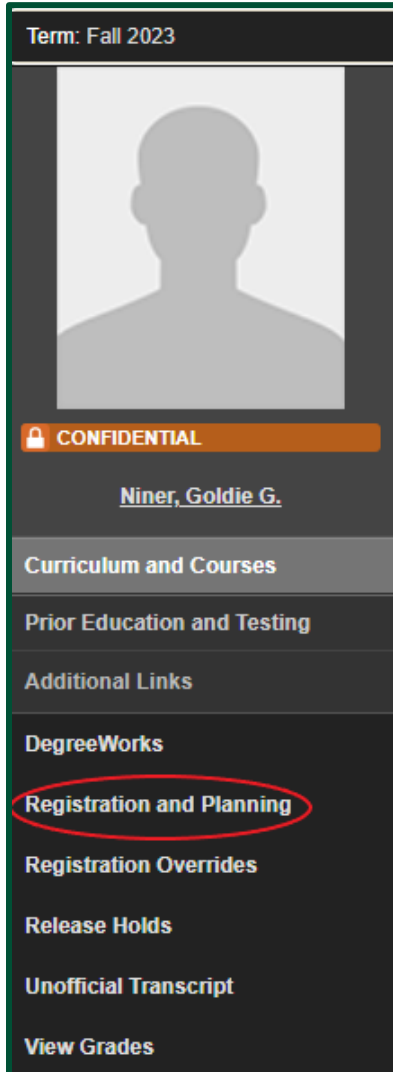 Term: Fall 2023
CONFIDENTIAL
Niner, Goldie G.
Curriculum and Courses
Prior Education and Testing
Additional Links
DegreeWorks
Registration and Planning
Registration Overrides
Release Holds
Unofficial Transcript
View Grades